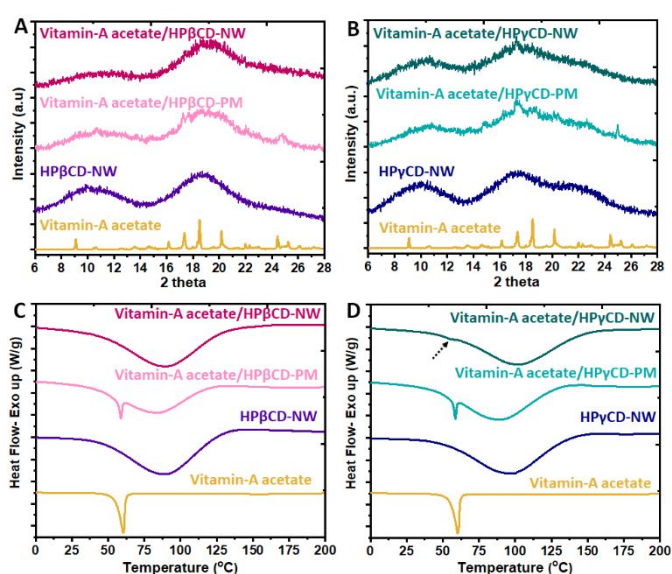 A
Vitamin-A acetate/HPβCD-NW
Vitamin-A acetate/HPβCD-PM
HPβCD-NW
Vitamin-A acetate
Intensity (a.u)
6 8 10 12 14 16 18 20 22 24 26 28
2 theta
B
Vitamin-A acetate/HPγCD-NW
Vitamin-A acetate/HPγCD-PM
HPγCD-NW
Vitamin-A acetate
Intensity (a.u.)
6 8 10 12 14 16 18 20 22 24 26 28
2 theta
C
Vitamin-A acetate/HPβCD-NW
Vitamin-A acetate/HPβCD-PM
HPβCD-NW
Vitamin-A acetate
Heat Flow- Exo up (W/g)
0 25 50 75 100 125 150 175 200
Temperature (°C)
D
Vitamin-A acetate/HPγCD-NW
Vitamin-A acetate/HPγCD-PM
HPγCD-NW
Vitamin-A acetate
Heat Flow- Exo up (W/g)
0 25 50 75 100 125 150 175 200
Temperature (°C)